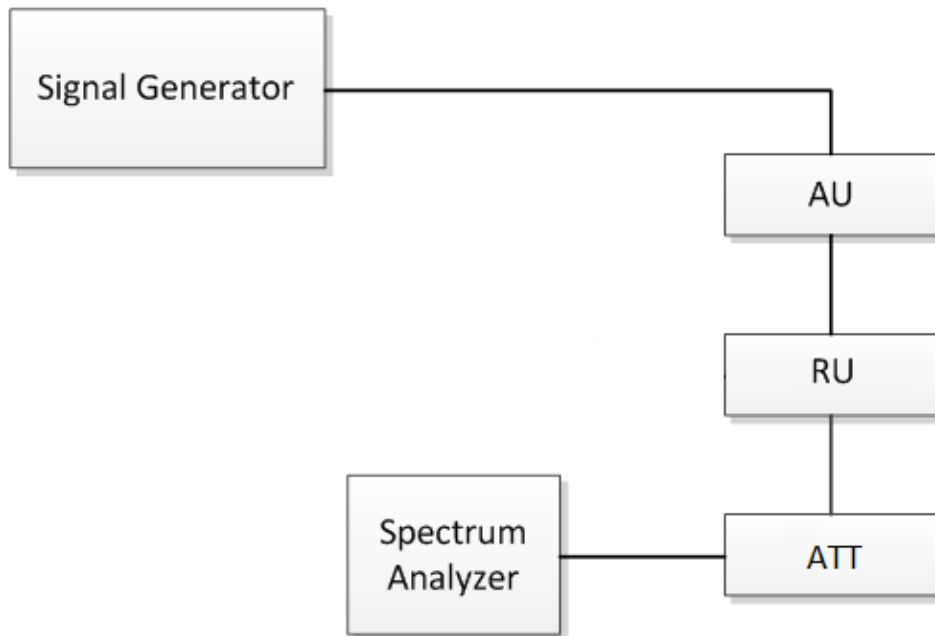 Signal Generator
AU
RU
Spectrum
Analyzer
ATT